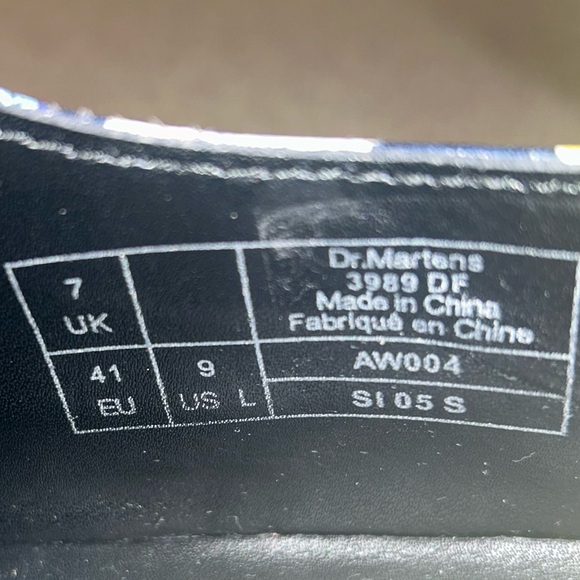 7
UK
41
EU
9
US L
Dr.Martens
3989 DF
Made in China
Fabriqué en Chine
AW004
SI 05 S